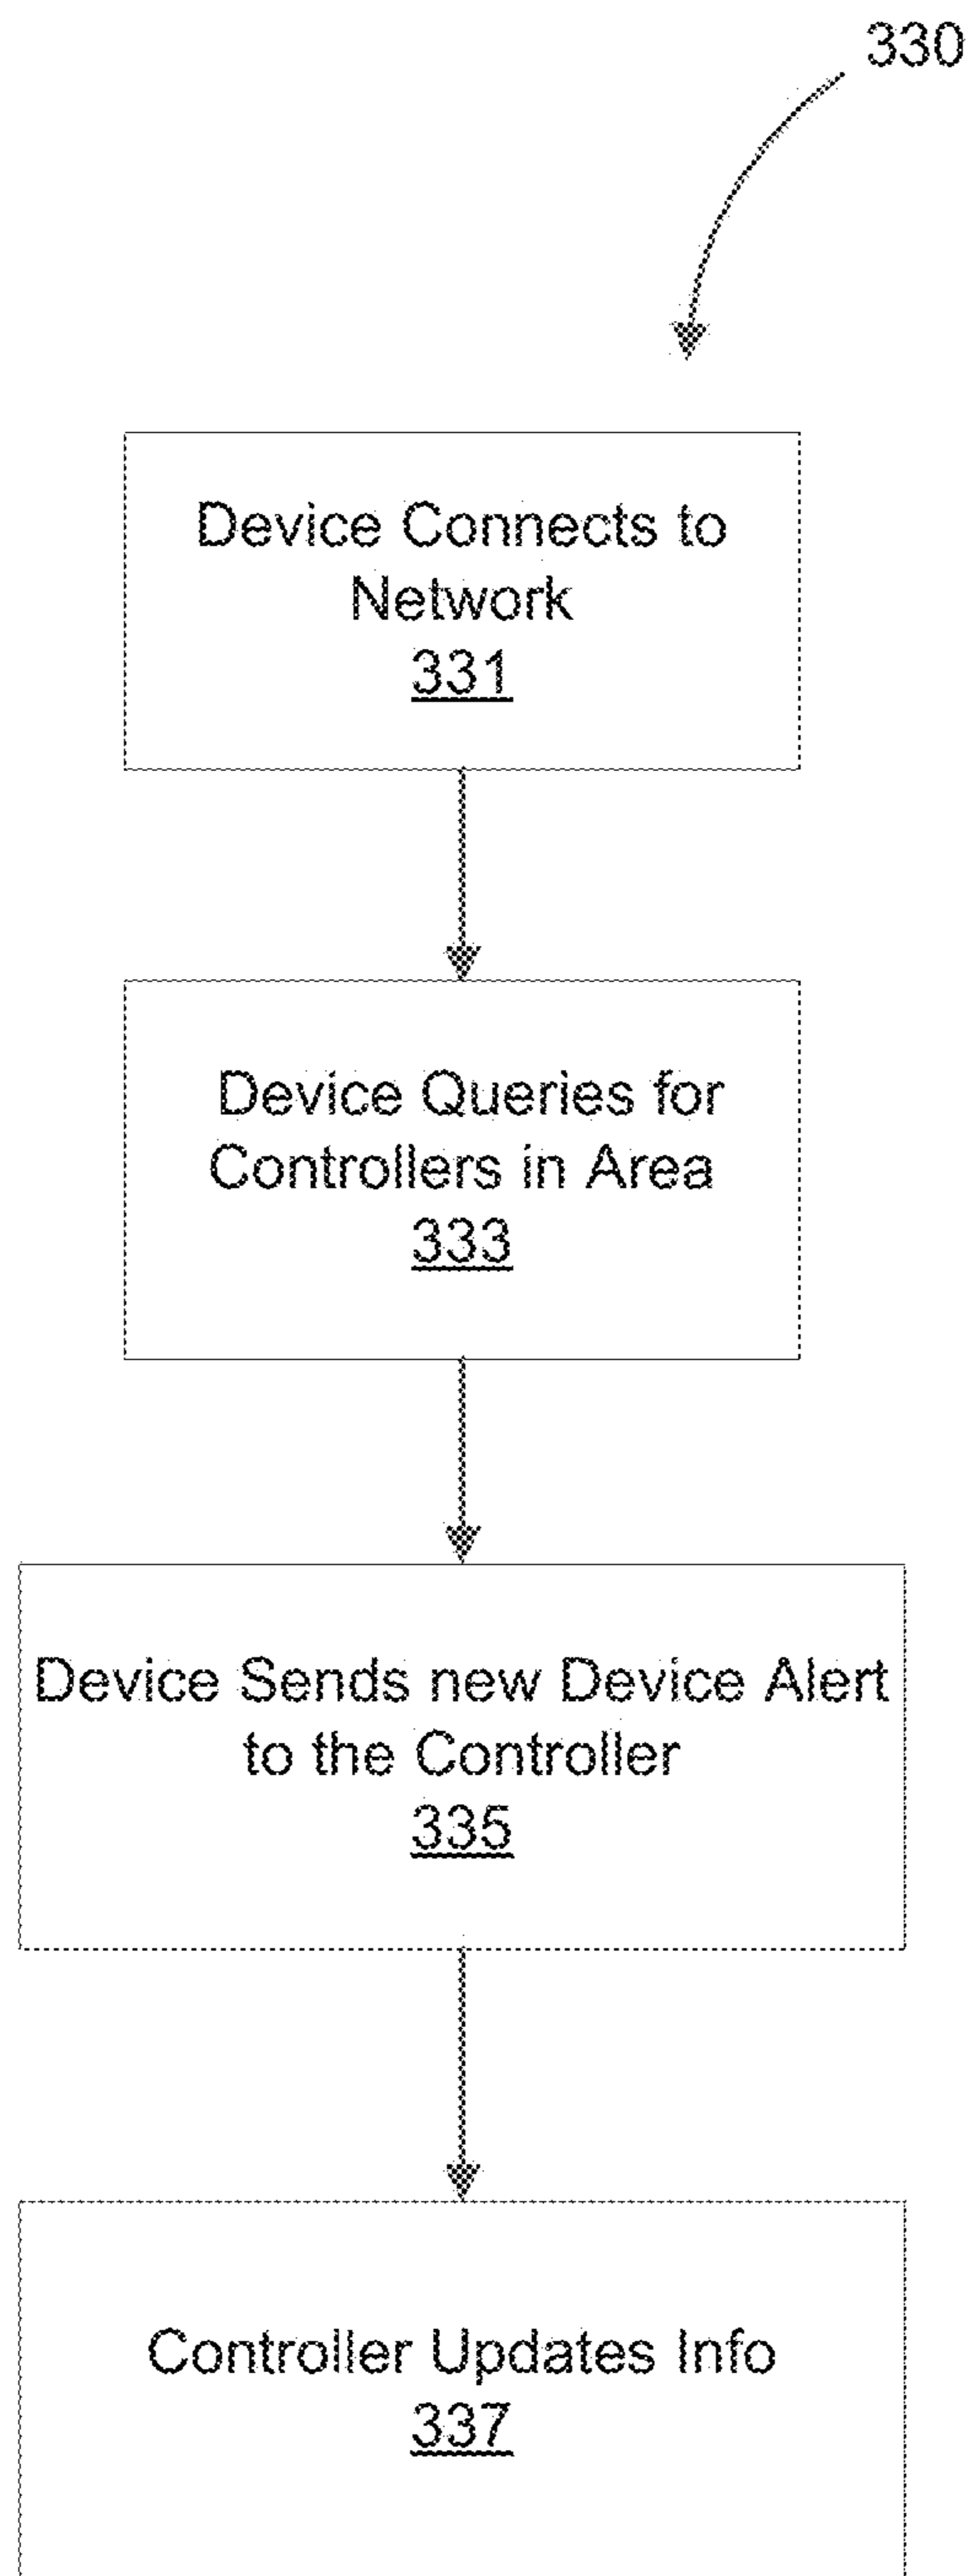 330
Device Connects to
Network
331
Device Queries for
Controllers in Area
333
Device Sends new Device Alert
to the Controller
335
Controller Updates Info
337